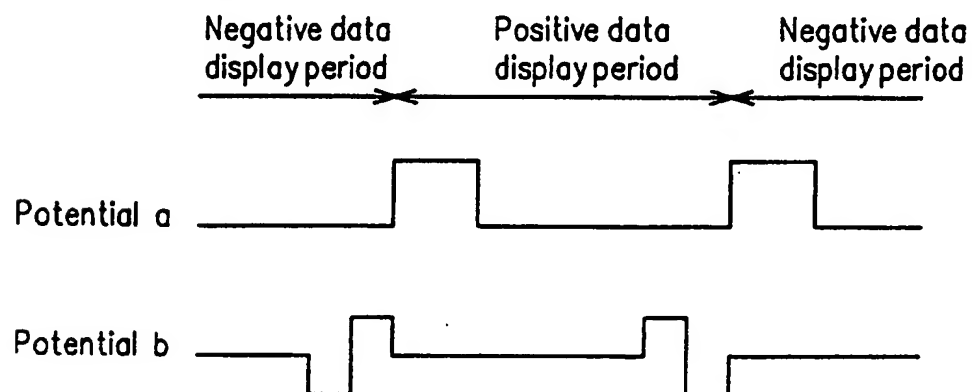 Negative data
display period
Positive data
display period
Negative data
display period
Potential a
Potential b